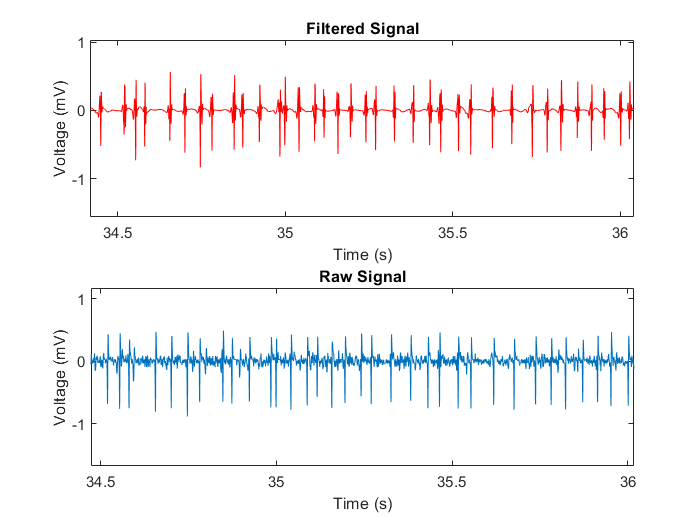 Filtered Signal
1
0
-1
Voltage (mV)
34.5 35 35.5 36
Time (s)
Raw Signal
1
0
-1
Voltage (mV)
34.5 35 35.5 36
Time (s)